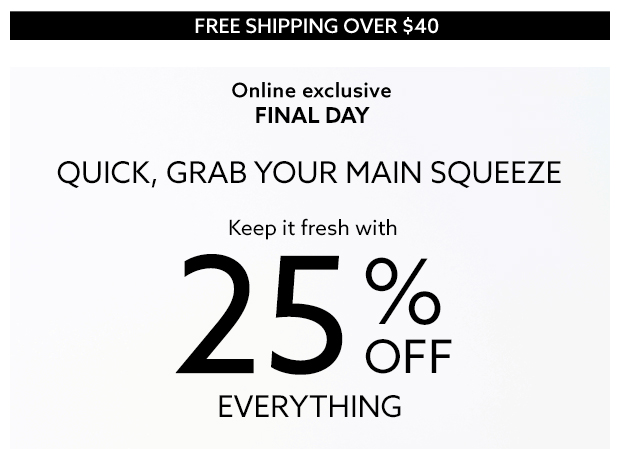 FREE SHIPPING OVER $40
Online exclusive
FINAL DAY
QUICK, GRAB YOUR MAIN SQUEEZE
Keep it fresh with
25%
OFF
EVERYTHING